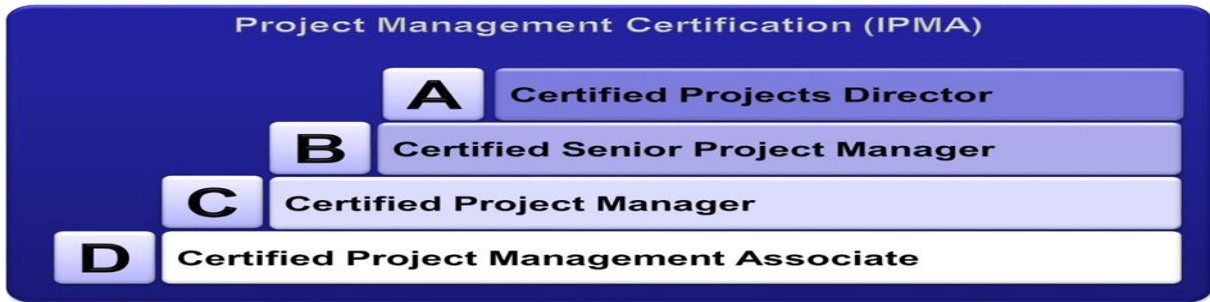 Project Management Certification (IPMA)
A Certified Projects Director
B Certified Senior Project Manager
C Certified Project Manager
D Certified Project Management Associate